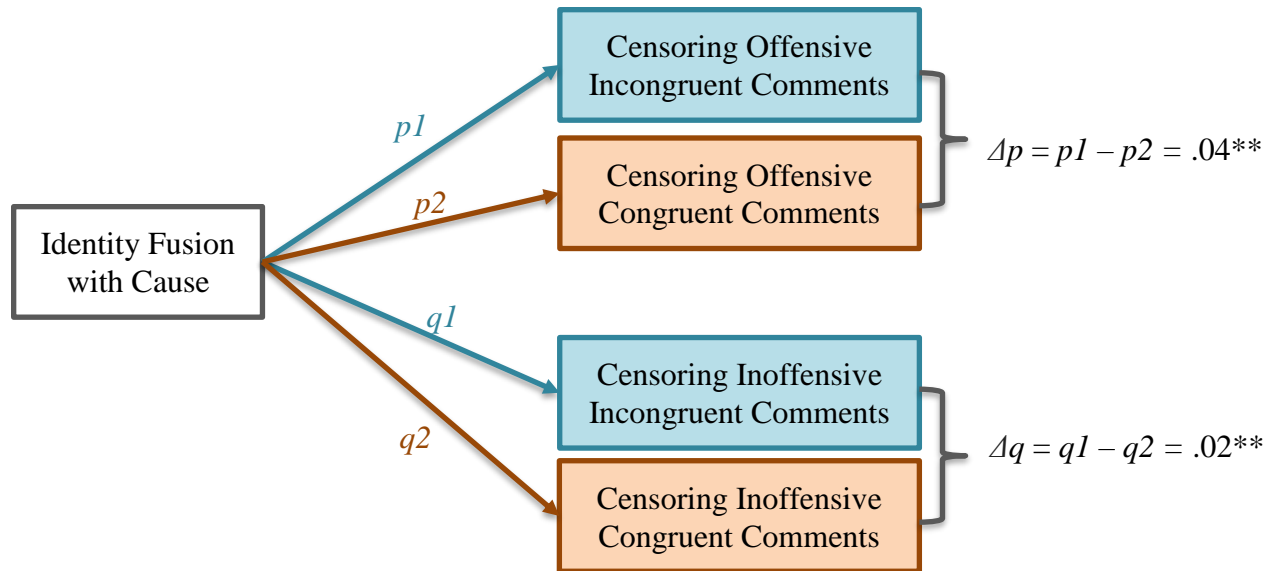 Censoring Offensive
Incongruent Comments
p1
Δp = p1 – p2 = .04**
Censoring Offensive
Congruent Comments
p2
Identity Fusion
with Cause
q1
Censoring Inoffensive
Incongruent Comments
q2
Δq = q1 – q2 = .02**
Censoring Inoffensive
Congruent Comments